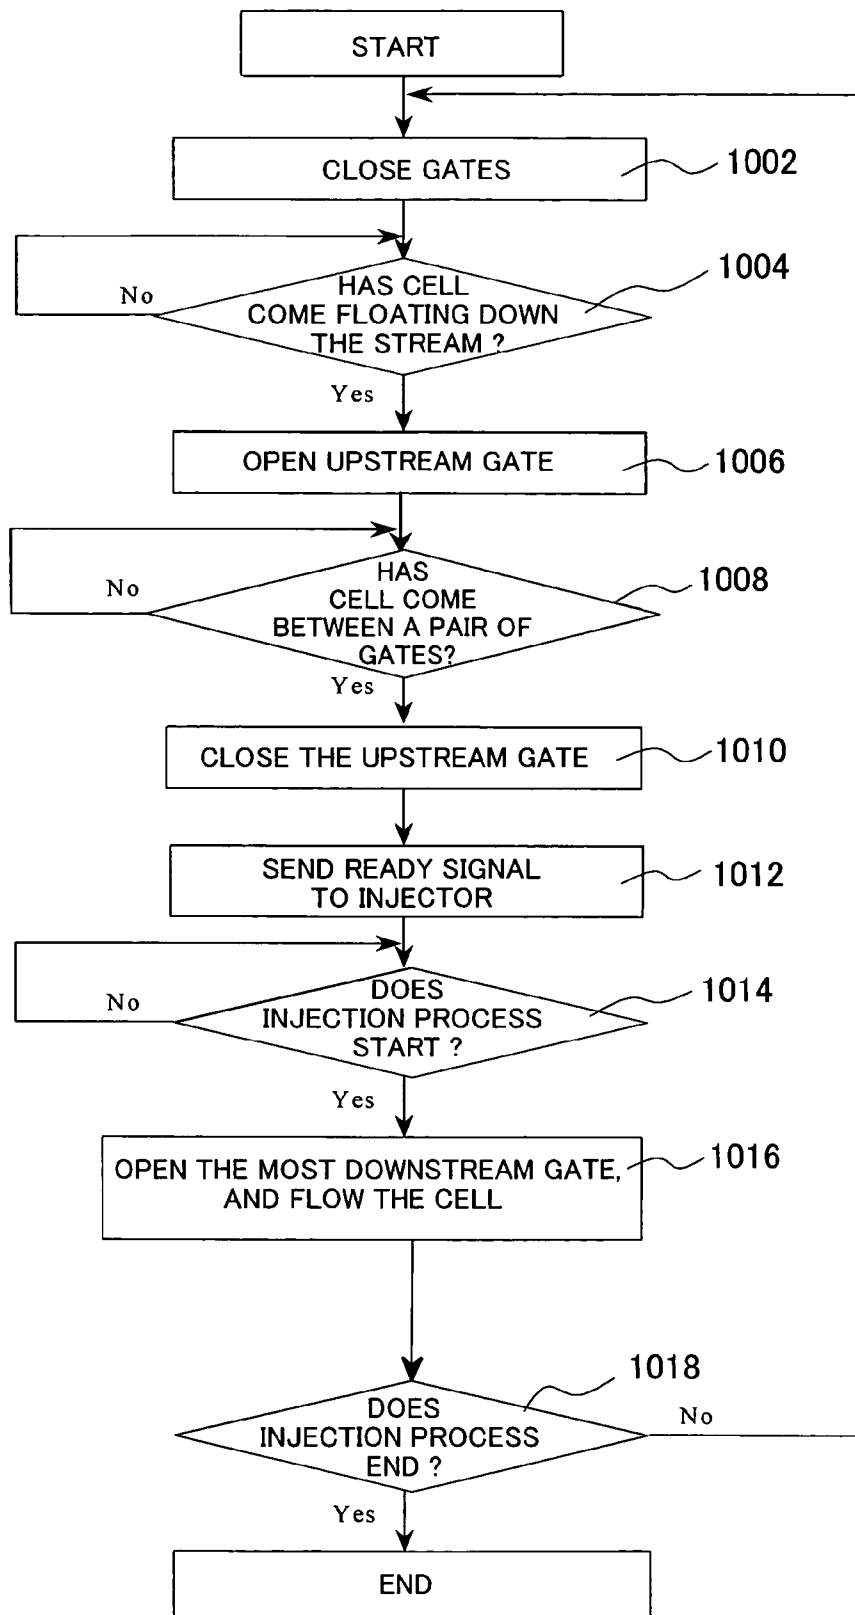 START
CLOSE GATES
1002
HAS CELL
COME FLOATING DOWN
THE STREAM ?
1004
No
Yes
OPEN UPSTREAM GATE
1006
HAS
CELL COME
BETWEEN A PAIR OF
GATES?
1008
No
Yes
CLOSE THE UPSTREAM GATE
1010
SEND READY SIGNAL
TO INJECTOR
1012
DOES
INJECTION PROCESS
START ?
1014
No
Yes
OPEN THE MOST DOWNSTREAM GATE,
AND FLOW THE CELL
1016
DOES
INJECTION PROCESS
END ?
1018
No
Yes
END